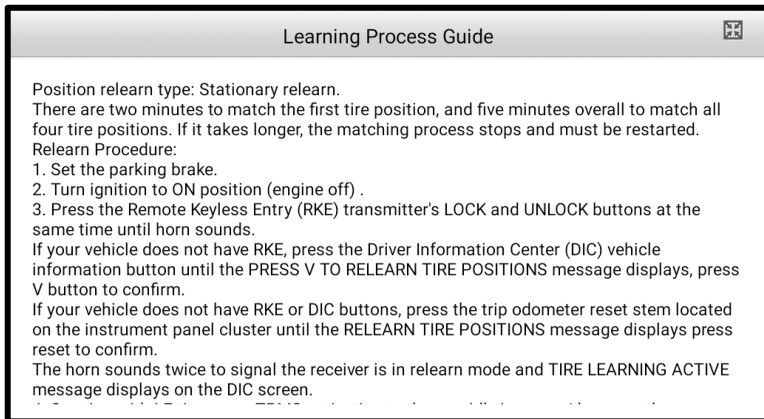 Learning Process Guide
Position relearn type: Stationary relearn.
There are two minutes to match the first tire position, and five minutes overall to match all
four tire positions. If it takes longer, the matching process stops and must be restarted.
Relearn Procedure:
1. Set the parking brake.
2. Turn ignition to ON position (engine off) .
3. Press the Remote Keyless Entry (RKE) transmitter's LOCK and UNLOCK buttons at the
same time until horn sounds.
If your vehicle does not have RKE, press the Driver Information Center (DIC) vehicle
information button until the PRESS V TO RELEARN TIRE POSITIONS message displays, press
V button to confirm.
If your vehicle does not have RKE or DIC buttons, press the trip odometer reset stem located
on the instrument panel cluster until the RELEARN TIRE POSITIONS message displays press
reset to confirm.
The horn sounds twice to signal the receiver is in relearn mode and TIRE LEARNING ACTIVE
message displays on the DIC screen.